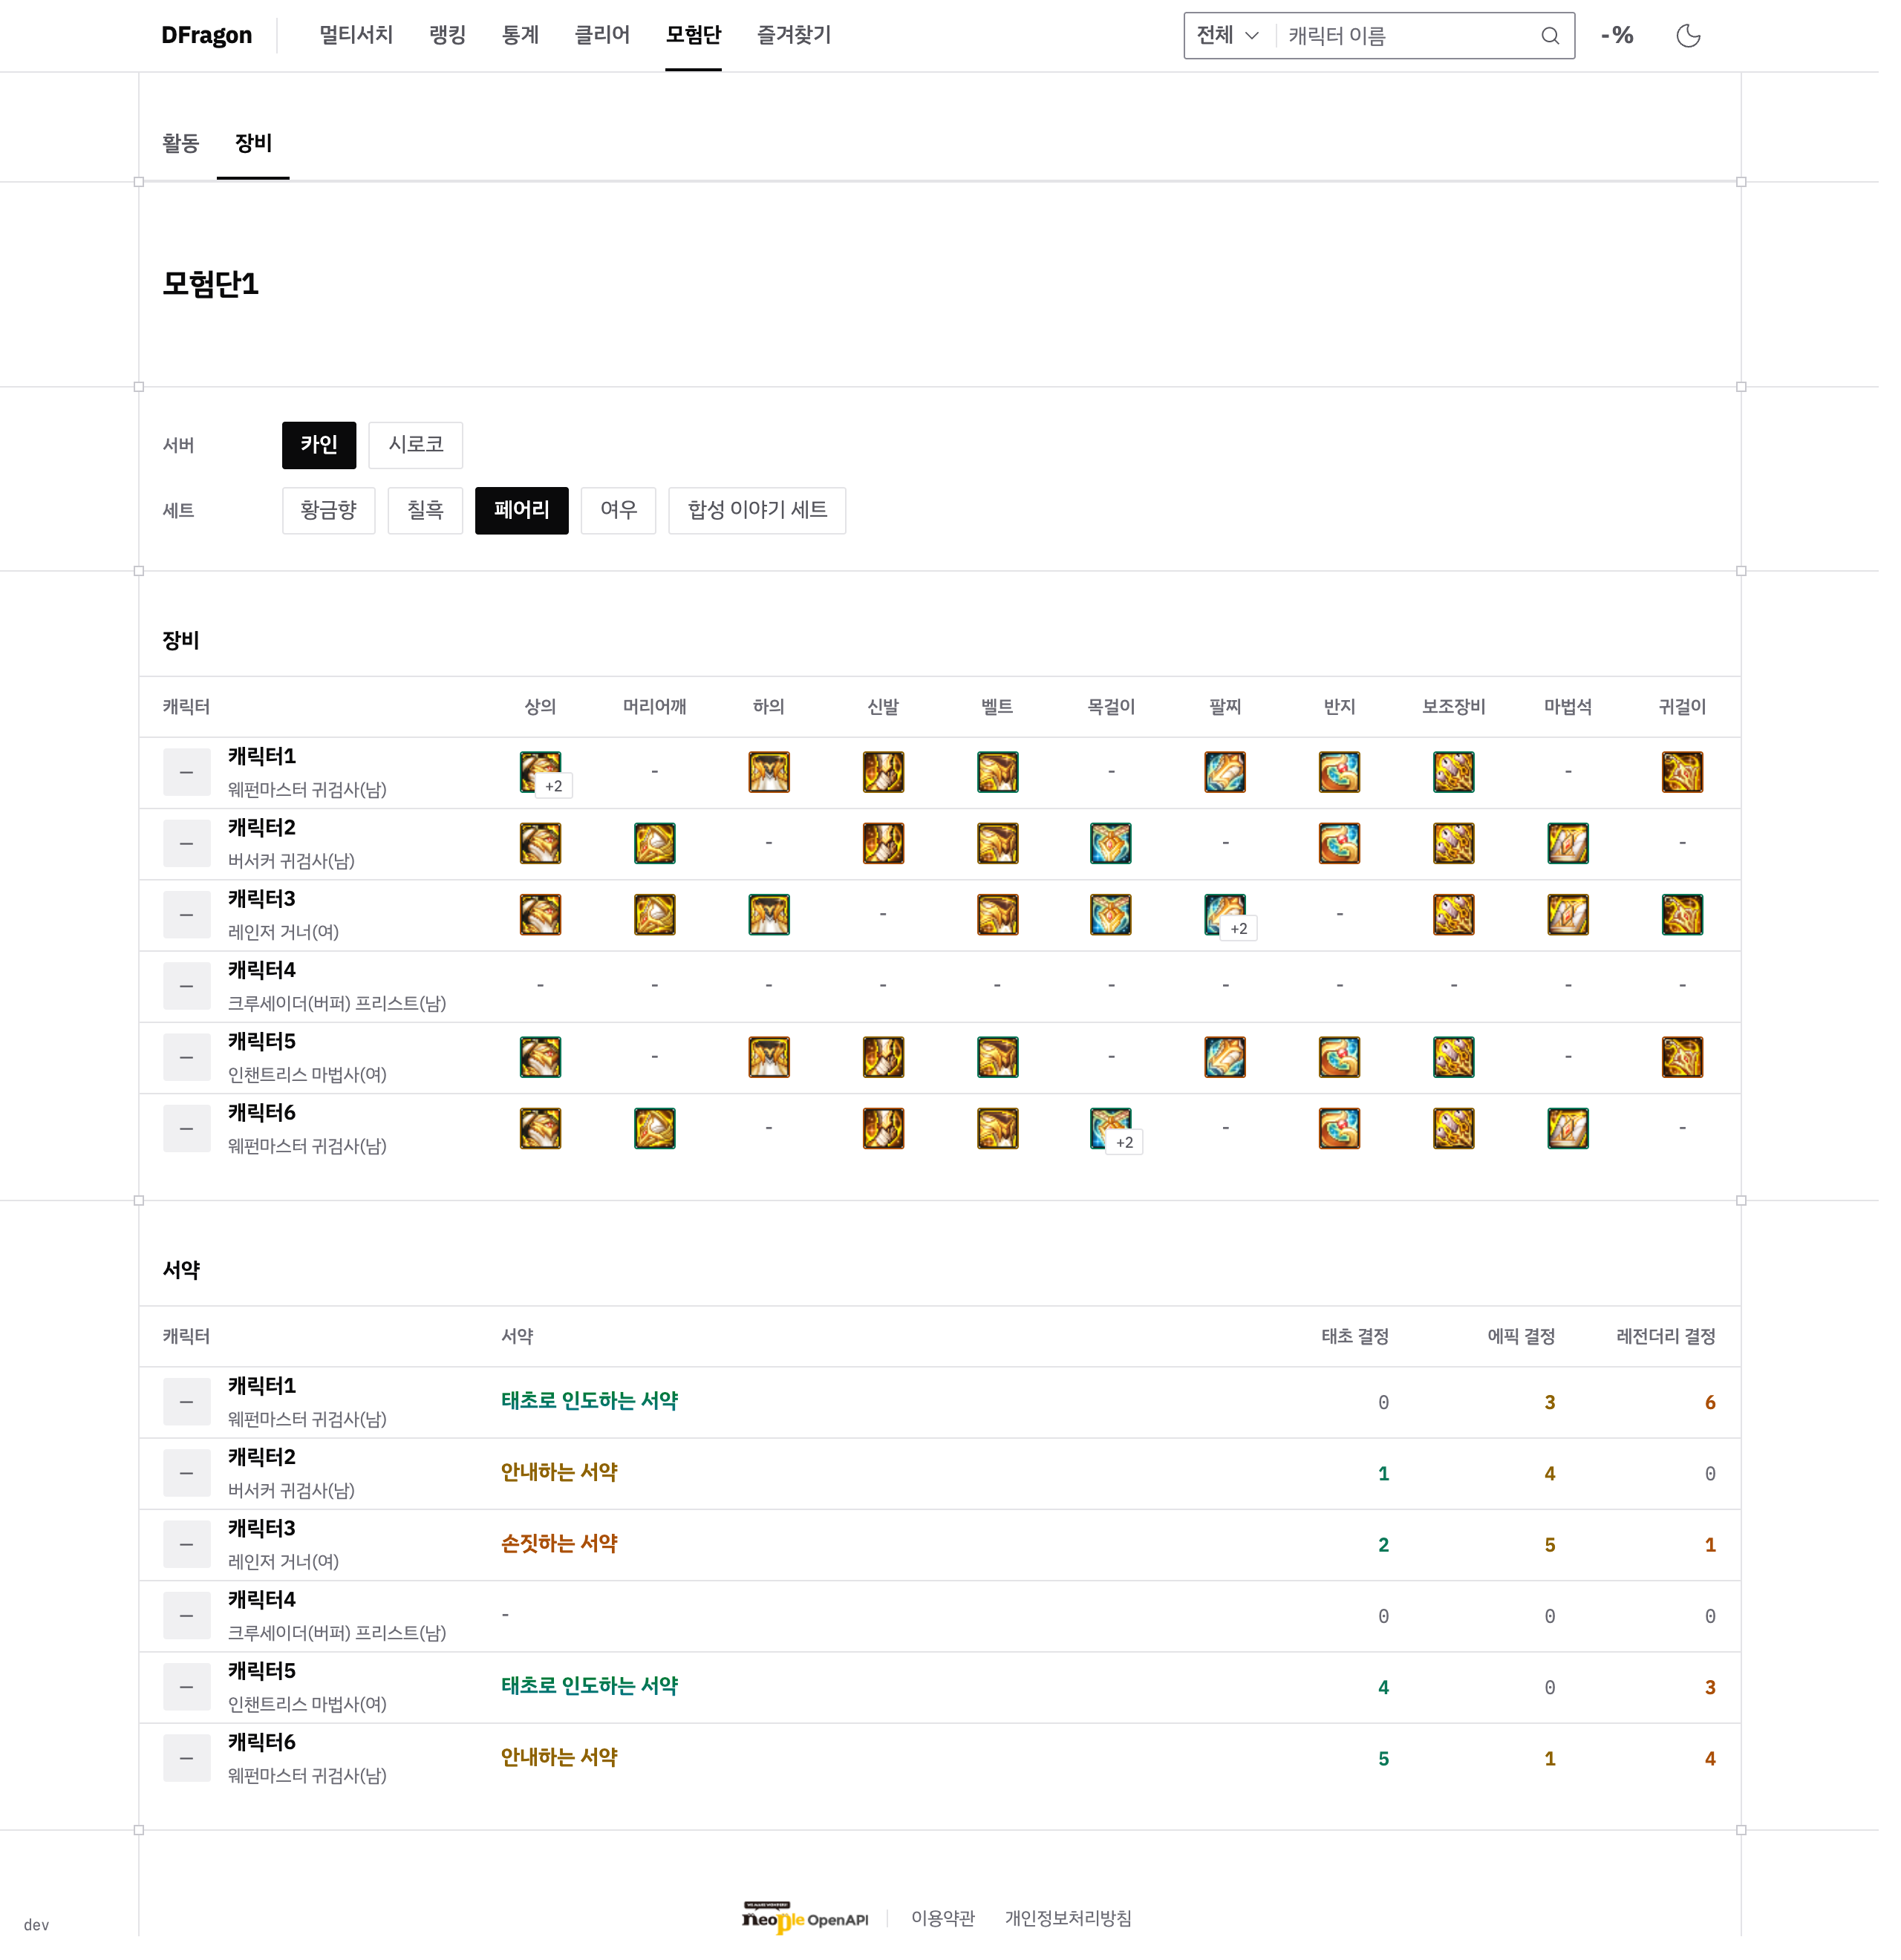 DFragon 멀티서치 랭킹 통계 클리어 모험단 즐겨찾기 전체 캐릭터 이름 -%
활동 장비
모험단1
서버 카인 시로코
세트 황금향 칠흑 페어리 여우 합성 이야기 세트
장비
캐릭터 상의 머리어깨 하의 신발 벨트 목걸이 팔찌 반지 보조장비 마법석 귀걸이
캐릭터1
웨펀마스터 귀검사(남)
+2 - - -
캐릭터2
버서커 귀검사(남)
- - -
캐릭터3
레인저 거너(여)
- +2 -
캐릭터4
크루세이더(버퍼) 프리스트(남)
- - - - - - - - - - -
캐릭터5
인챈트리스 마법사(여)
- - -
캐릭터6
웨펀마스터 귀검사(남)
- +2 - -
서약
캐릭터 서약 태초 결정 에픽 결정 레전더리 결정
캐릭터1
웨펀마스터 귀검사(남)
태초로 인도하는 서약 0 3 6
캐릭터2
버서커 귀검사(남)
안내하는 서약 1 4 0
캐릭터3
레인저 거너(여)
손짓하는 서약 2 5 1
캐릭터4
크루세이더(버퍼) 프리스트(남)
- 0 0 0
캐릭터5
인챈트리스 마법사(여)
태초로 인도하는 서약 4 0 3
캐릭터6
웨펀마스터 귀검사(남)
안내하는 서약 5 1 4
neople OpenAPI 이용약관 개인정보처리방침
dev